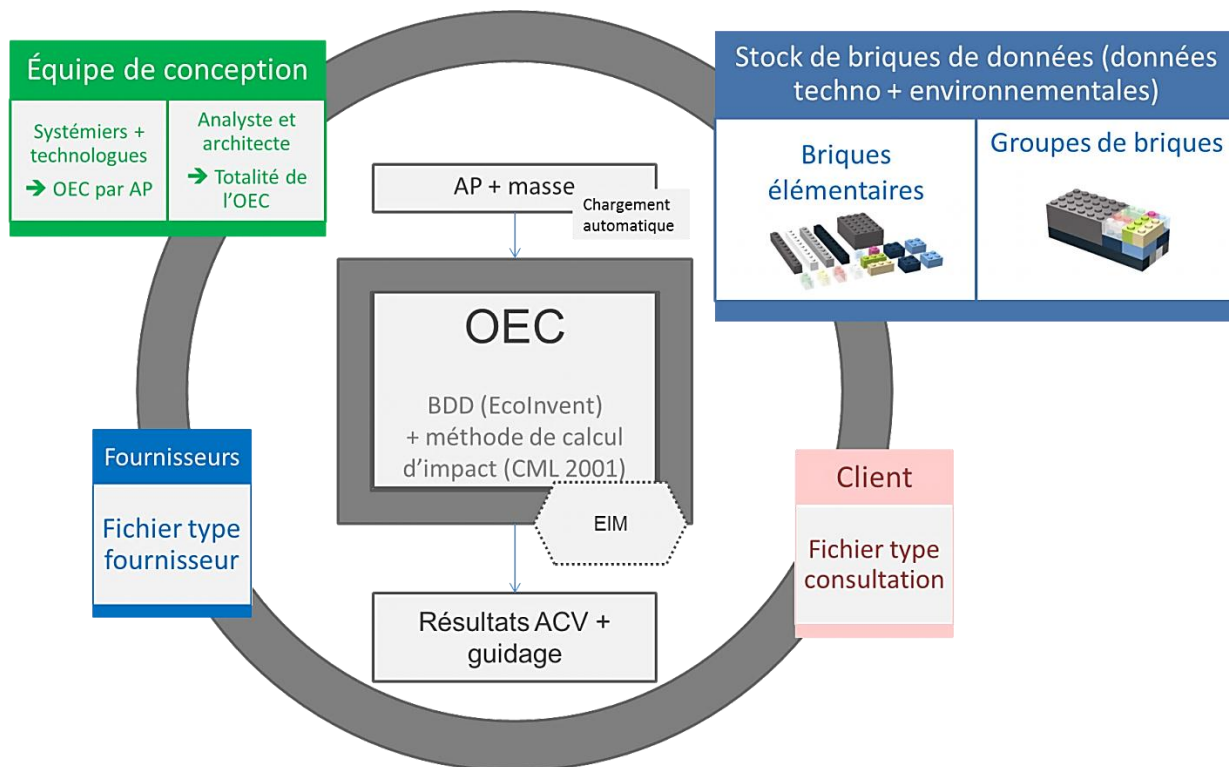 Équipe de conception
Systémiers +
technologues
➔ OEC par AP
Analyste et
architecte
➔ Totalité de
l’OEC
Stock de briques de données (données
techno + environnementales)
Briques
élémentaires
Groupes de briques
AP + masse
Chargement
automatique
OEC
BDD (EcoInvent)
+ méthode de calcul
d’impact (CML 2001)
EIM
Fournisseurs
Fichier type
fournisseur
Client
Fichier type
consultation
Résultats ACV +
guidage